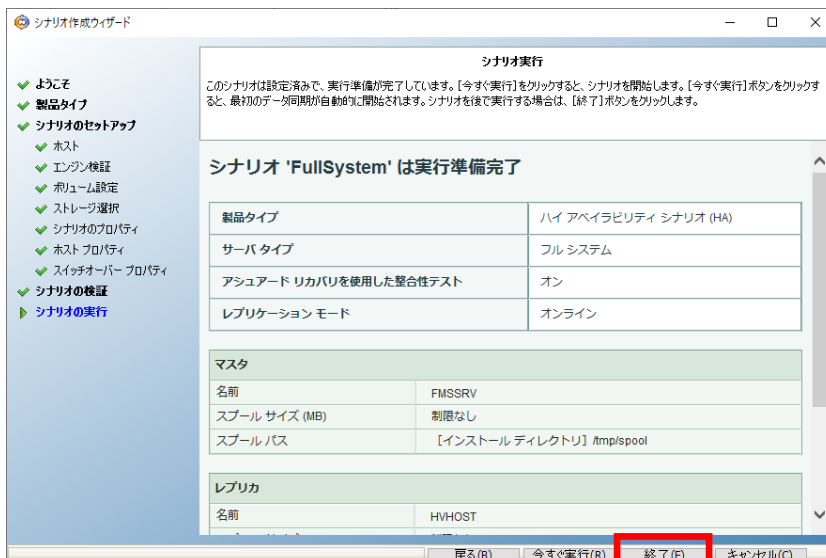 シナリオ作成ウィザード
シナリオ実行
このシナリオは設定済みで、実行準備が完了しています。[今すぐ実行]をクリックすると、シナリオを開始します。[今すぐ実行]ボタンをクリックす
ると、最初のデータ同期が自動的に開始されます。シナリオを後で実行する場合は、[終了]ボタンをクリックします。
ようこそ
製品タイプ
シナリオのセットアップ
ホスト
エンジン検証
ボリューム設定
ストレージ選択
シナリオのプロパティ
ホスト プロパティ
スイッチオーバー プロパティ
シナリオの検証
シナリオの実行
シナリオ 'FullSystem' は実行準備完了
製品タイプ ハイ アベイラビリティ シナリオ (HA)
サーバ タイプ フル システム
アシュアード リカバリを使用した整合性テスト オン
レプリケーション モード オンライン
マスタ
名前 FMSSRV
スプール サイズ (MB) 制限なし
スプール パス [インストール ディレクトリ] /tmp/spool
レプリカ
名前 HVHOST
戻る(B) 今すぐ実行(R) 終了(F) キャンセル(C)